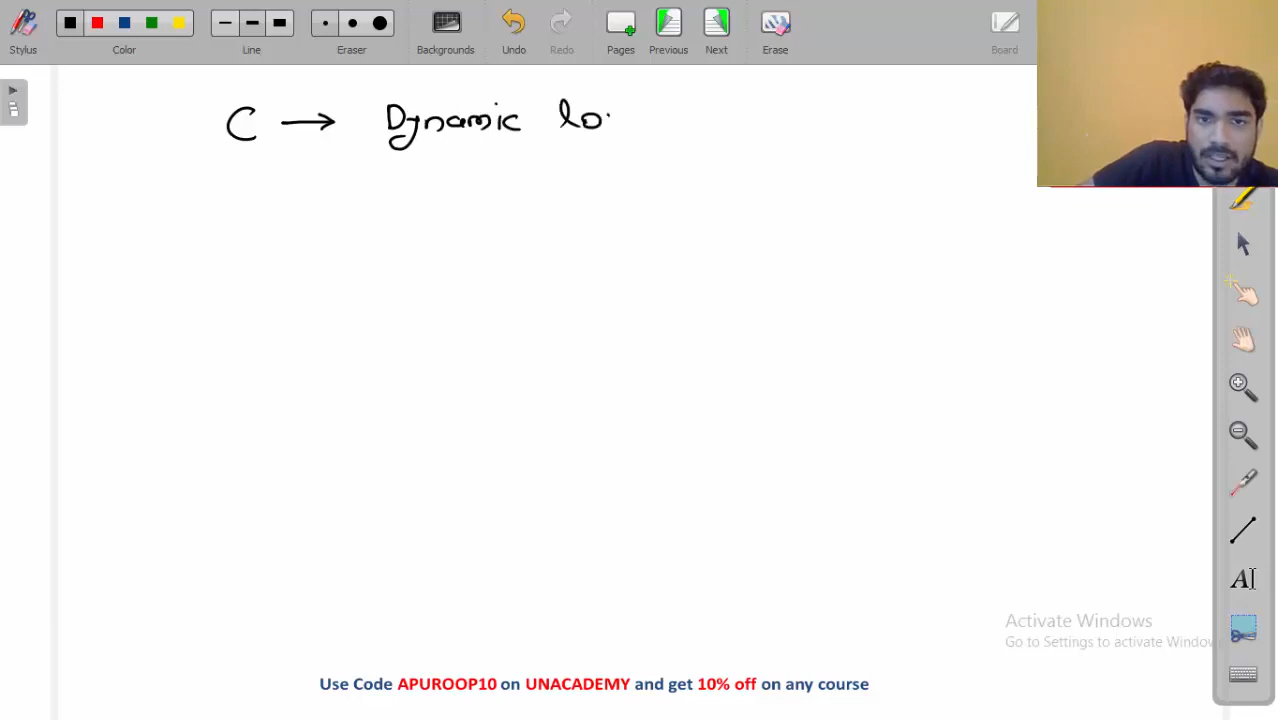 Stylus
Color
Line
Eraser
Backgrounds
Undo
Redo
Pages
Previous
Next
Erase
Board
C → Dynamic lo
A
Activate Windows
Go to Settings to activate Window
Use Code APUROOP10 on UNACADEMY and get 10% off on any course